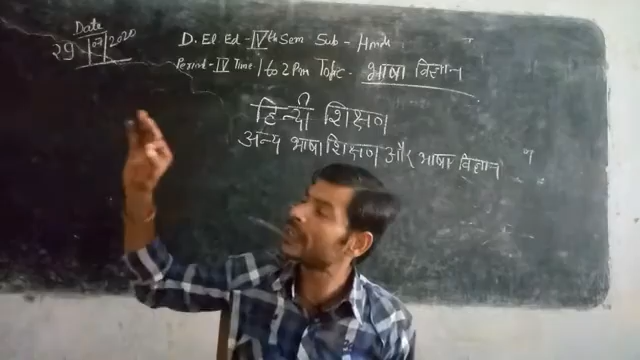 Date
29 07 2020
D. El Ed - IVth Sem Sub - Hindi
Period - IV Time 1 to 2 Pm Topic - भाषा विज्ञान
हिन्दी शिक्षण
अन्य भाषा शिक्षण और भाषा विज्ञान